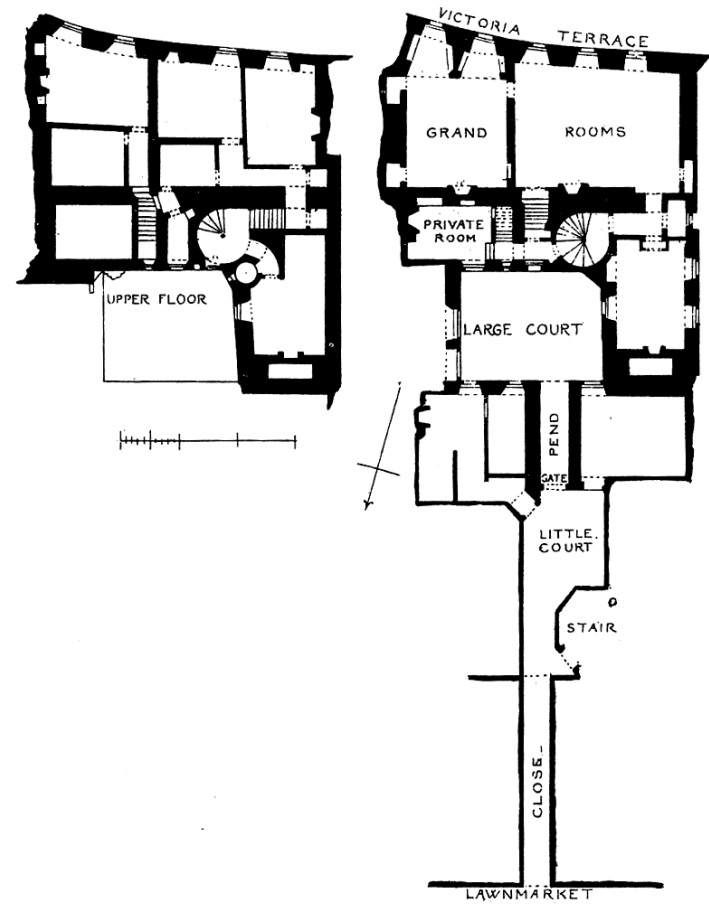 VICTORIA TERRACE
GRAND ROOMS
PRIVATE
ROOM
UPPER FLOOR
LARGE COURT
PEND
GATE
LITTLE.
COURT
STAIR
CLOSE
LAWNMARKET